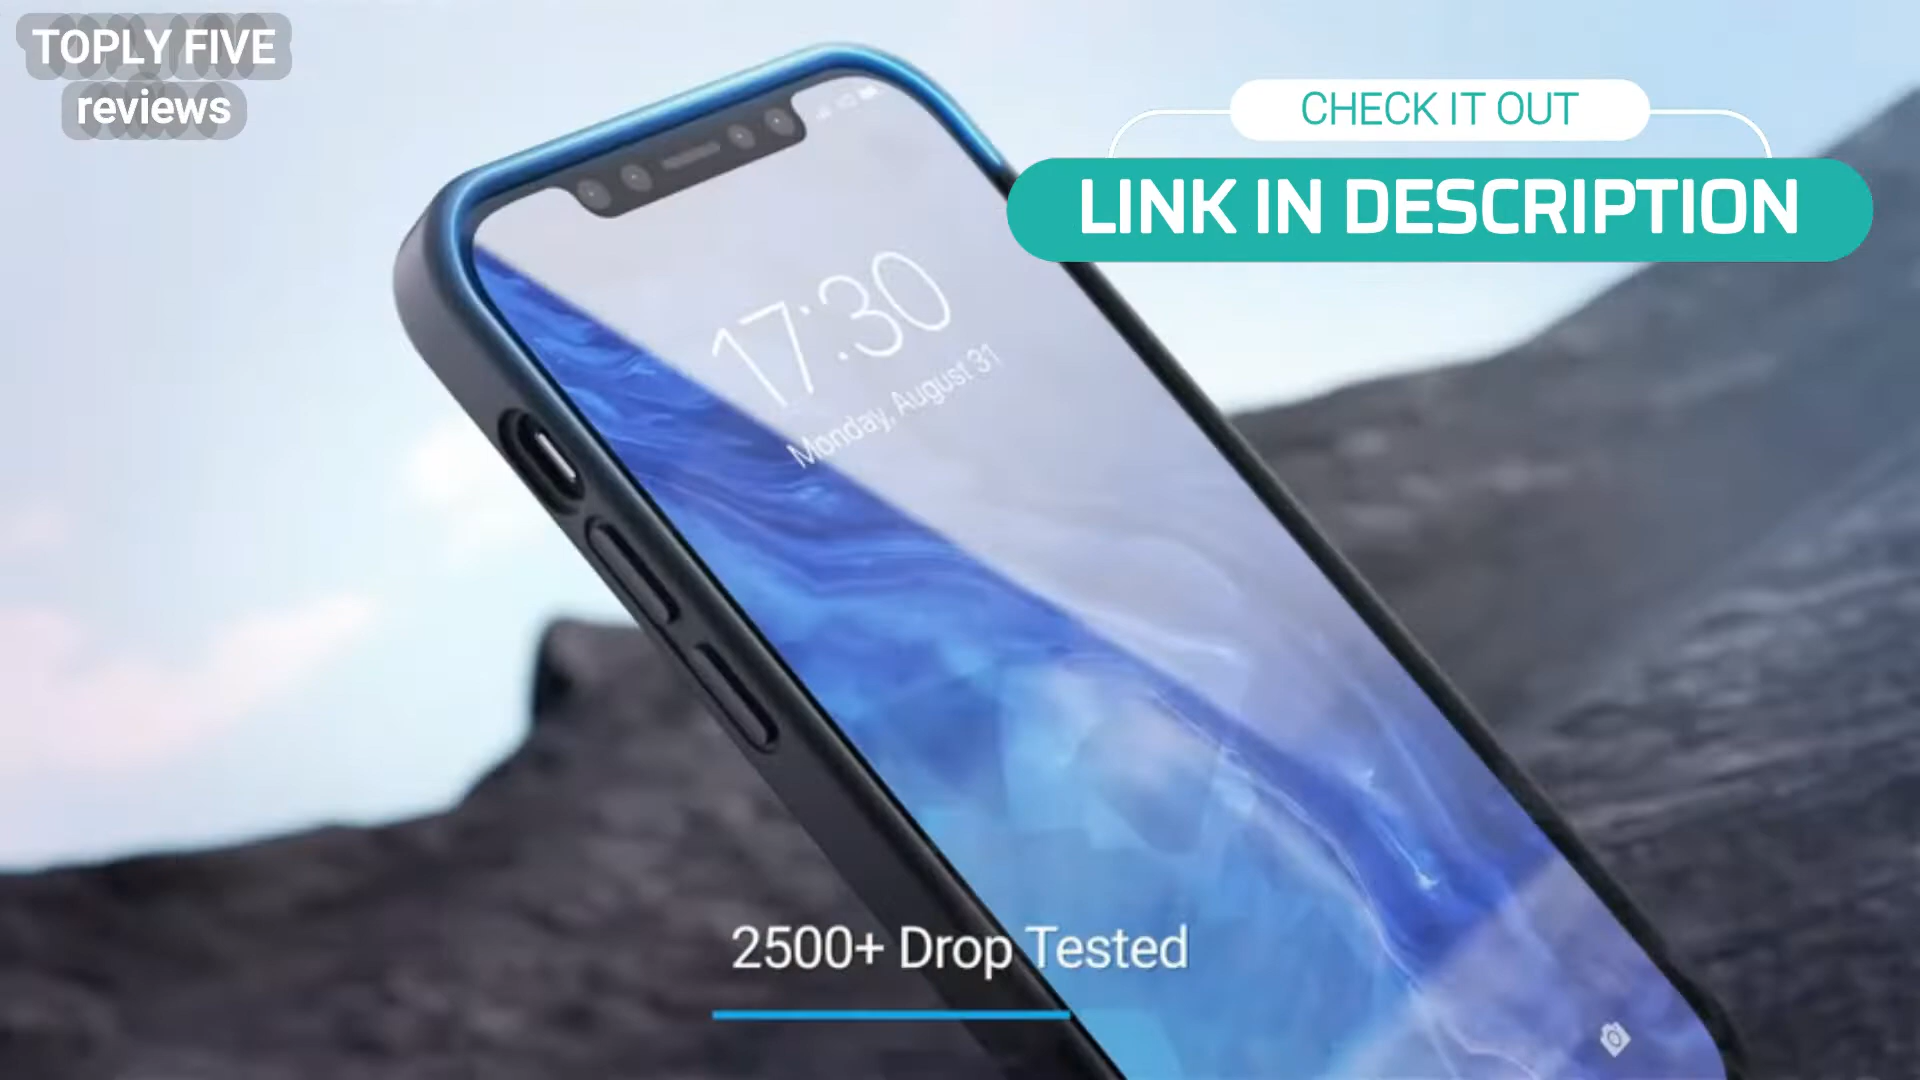 TOPLY FIVE
reviews
CHECK IT OUT
LINK IN DESCRIPTION
17:30
Monday, August 31
2500+ Drop Tested